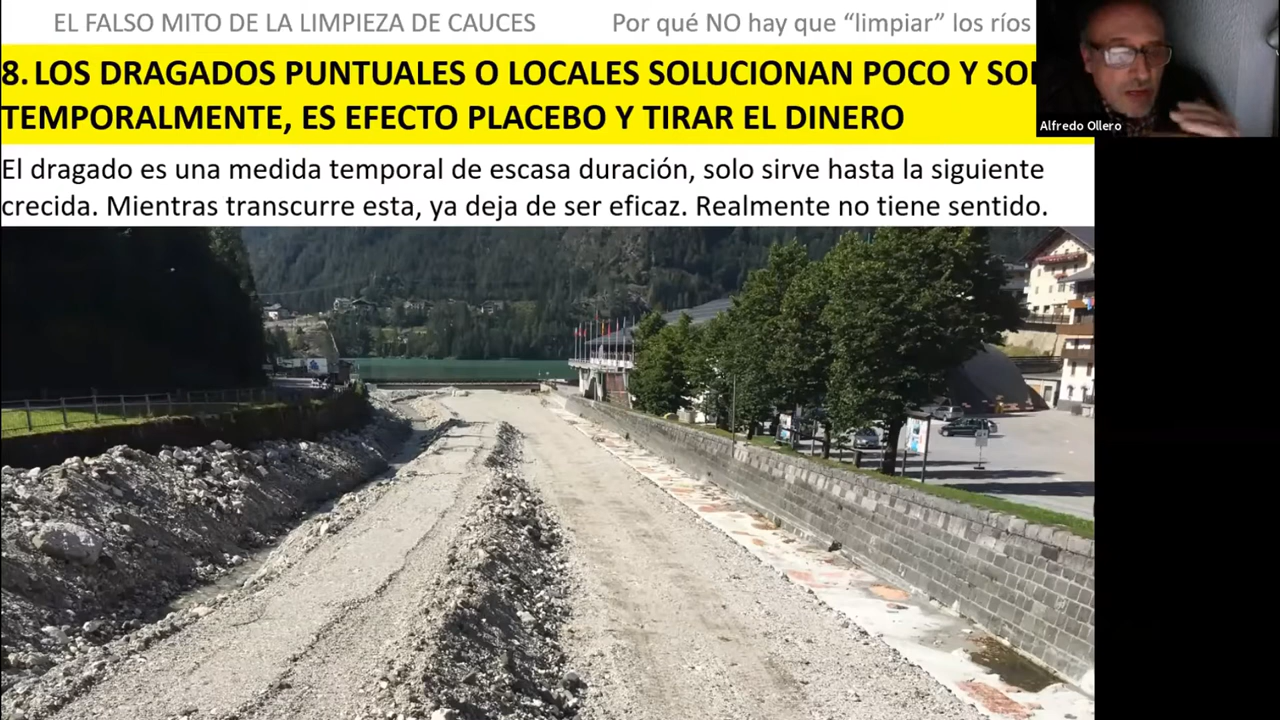 EL FALSO MITO DE LA LIMPIEZA DE CAUCES Por qué NO hay que “limpiar” los ríos
8. LOS DRAGADOS PUNTUALES O LOCALES SOLUCIONAN POCO Y
TEMPORALMENTE, ES EFECTO PLACEBO Y TIRAR EL DINERO
El dragado es una medida temporal de escasa duración, solo sirve hasta la siguiente
crecida. Mientras transcurre esta, ya deja de ser eficaz. Realmente no tiene sentido.
Alfredo Ollero